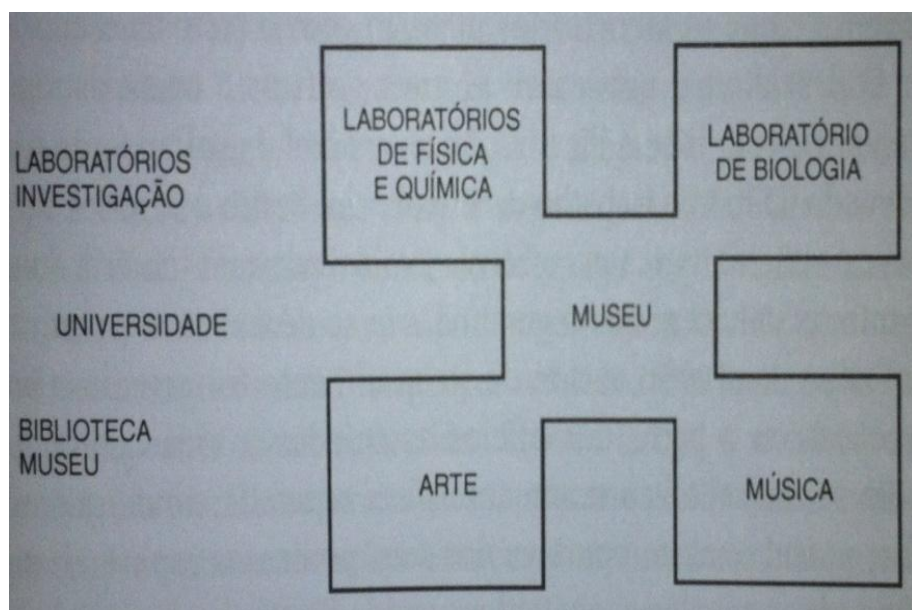 LABORATÓRIOS
INVESTIGAÇÃO
LABORATÓRIOS
DE FÍSICA
E QUÍMICA
LABORATÓRIO
DE BIOLOGIA
UNIVERSIDADE
MUSEU
BIBLIOTECA
MUSEU
ARTE
MÚSICA